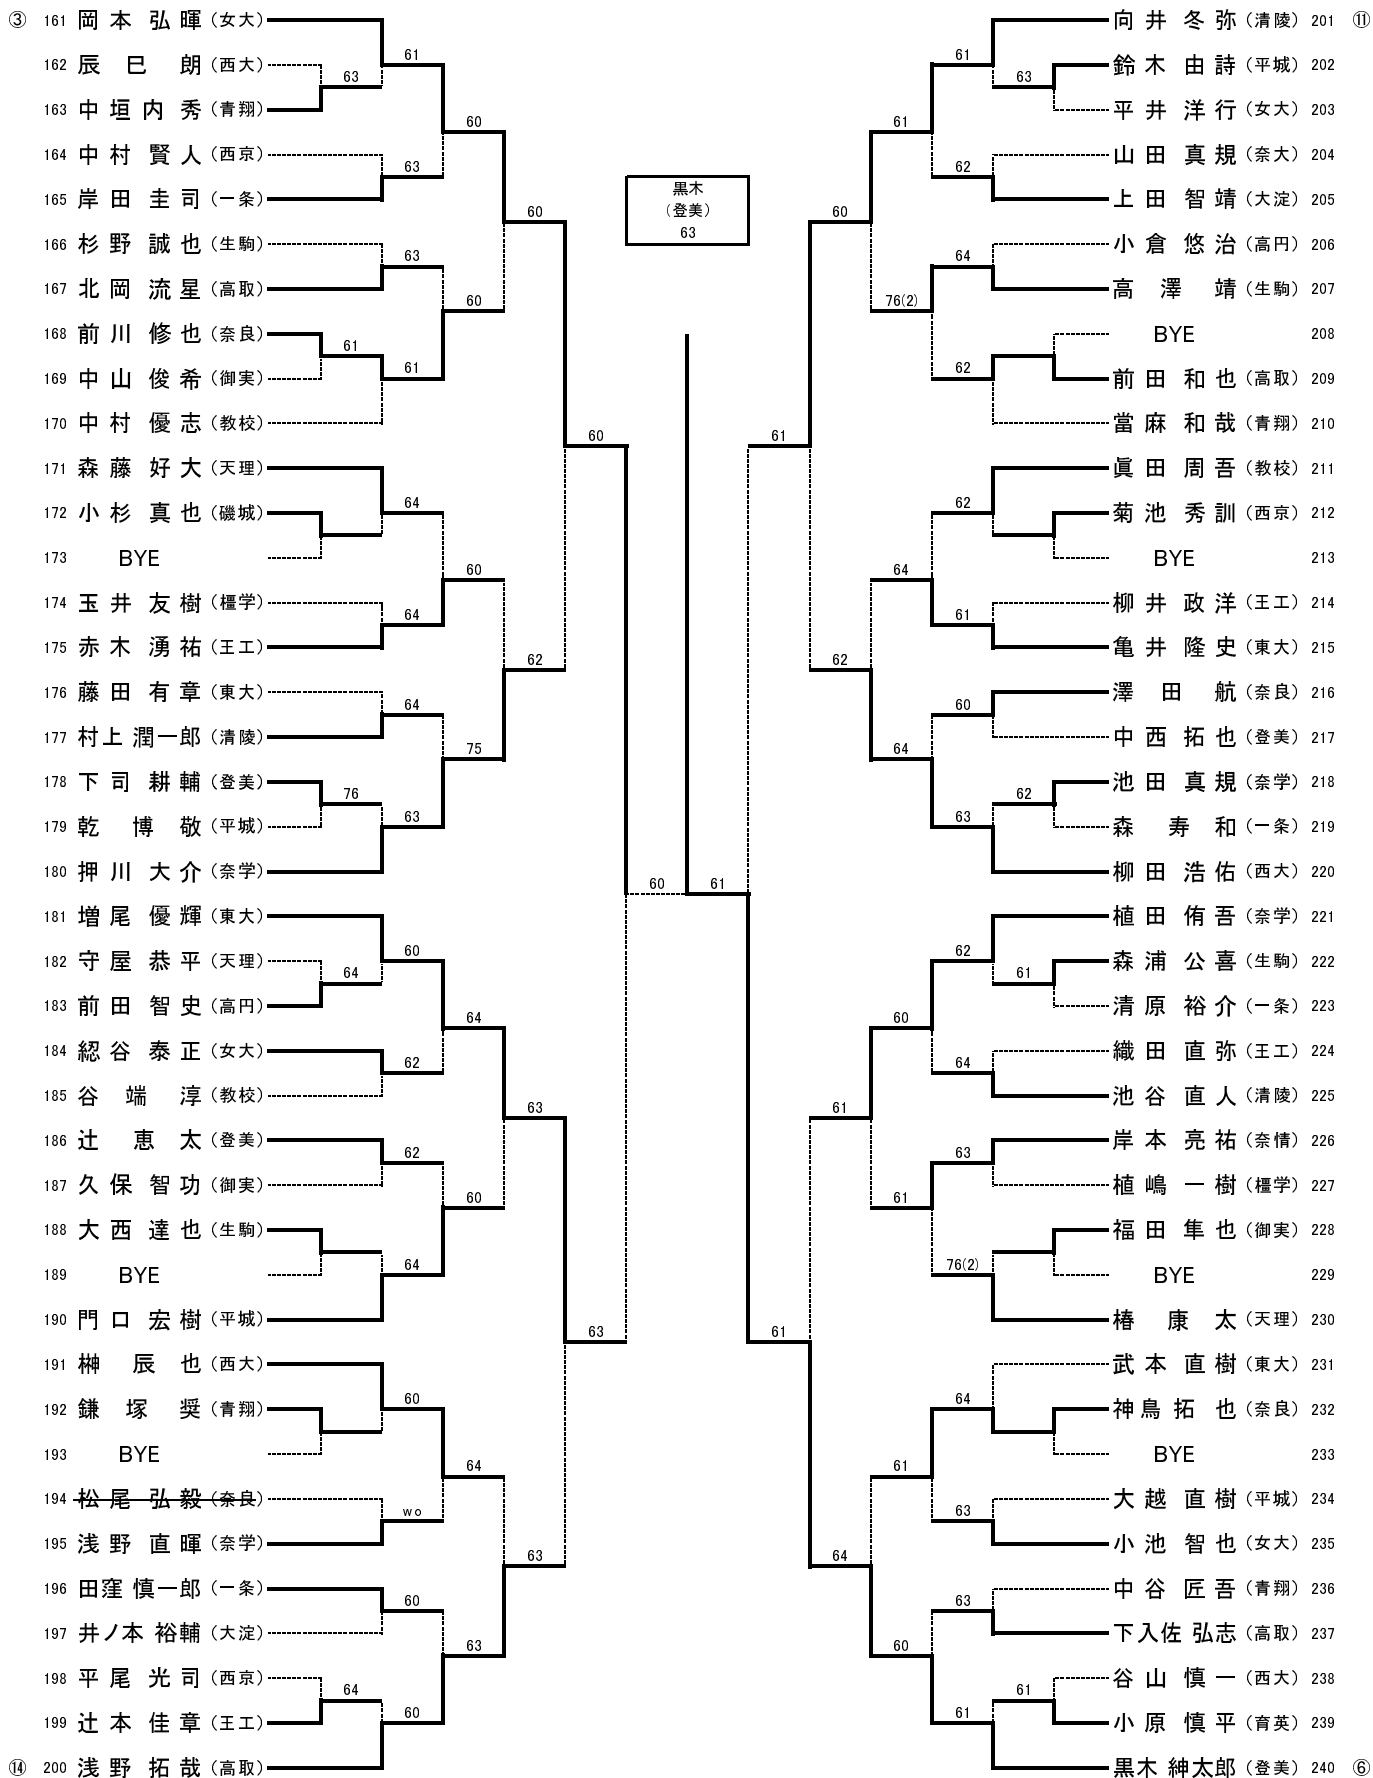 ③ 161 岡本 弘暉 (女大)
162 辰巳 朗 (西大)
163 中垣内 秀 (青翔)
164 中村 賢人 (西京)
165 岸田 圭司 (一条)
166 杉野 誠也 (生駒)
167 北岡 流星 (高取)
168 前川 修也 (奈良)
169 中山 俊希 (御実)
170 中村 優志 (教校)
171 森藤 好大 (天理)
172 小杉 真也 (磯城)
173 BYE
174 玉井 友樹 (橿学)
175 赤木 湧祐 (王工)
176 藤田 有章 (東大)
177 村上 潤一郎 (清陵)
178 下司 耕輔 (登美)
179 乾 博敬 (平城)
180 押川 大介 (奈学)
181 増尾 優輝 (東大)
182 守屋 恭平 (天理)
183 前田 智史 (高円)
184 綛谷 泰正 (女大)
185 谷端 淳 (教校)
186 辻 恵太 (登美)
187 久保 智功 (御実)
188 大西 達也 (生駒)
189 BYE
190 門口 宏樹 (平城)
191 榊 辰也 (西大)
192 鎌塚 奨 (青翔)
193 BYE
194 松尾 弘毅 (奈良)
195 浅野 直暉 (奈学)
196 田窪 慎一郎 (一条)
197 井ノ本 裕輔 (大淀)
198 平尾 光司 (西京)
199 辻本 佳章 (王工)
⑭ 200 浅野 拓哉 (高取)
61
63
63
63
61
61
64
64
64
76
63
60
64
62
62
64
60
wo
60
64
60
60
60
60
75
64
60
64
63
60
62
63
63
60
63
60
黒木
(登美)
63
61
61
61
60
62
61
64
61
76(2)
64
64
60
61
61
60
61
63
62
64
62
62
61
60
62
63
62
61
64
63
76(2)
64
63
63
61
61
向井 冬弥 (清陵) 201 ⑪
鈴木 由詩 (平城) 202
平井 洋行 (女大) 203
山田 真規 (奈大) 204
上田 智靖 (大淀) 205
小倉 悠治 (高円) 206
高澤 靖 (生駒) 207
BYE 208
前田 和也 (高取) 209
當麻 和哉 (青翔) 210
眞田 周吾 (教校) 211
菊池 秀訓 (西京) 212
BYE 213
柳井 政洋 (王工) 214
亀井 隆史 (東大) 215
澤田 航 (奈良) 216
中西 拓也 (登美) 217
池田 真規 (奈学) 218
森 寿和 (一条) 219
柳田 浩佑 (西大) 220
植田 侑吾 (奈学) 221
森浦 公喜 (生駒) 222
清原 裕介 (一条) 223
織田 直弥 (王工) 224
池谷 直人 (清陵) 225
岸本 亮祐 (奈情) 226
植嶋 一樹 (橿学) 227
福田 隼也 (御実) 228
BYE 229
椿 康太 (天理) 230
武本 直樹 (東大) 231
神鳥 拓也 (奈良) 232
BYE 233
大越 直樹 (平城) 234
小池 智也 (女大) 235
中谷 匠吾 (青翔) 236
下入佐 弘志 (高取) 237
谷山 慎一 (西大) 238
小原 慎平 (育英) 239
黒木 紳太郎 (登美) 240 ⑥